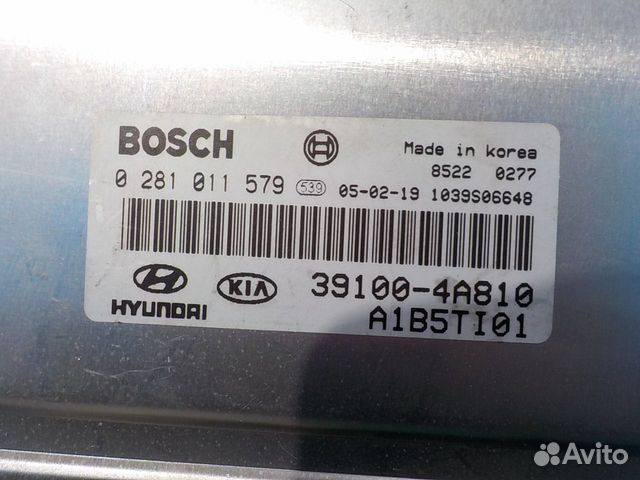 BOSCH
Made in korea
8522 0277
0 281 011 579 539 05-02-19 1039S06648
HYUNDAI KIA 39100-4A810
A1B5TI01
Avito